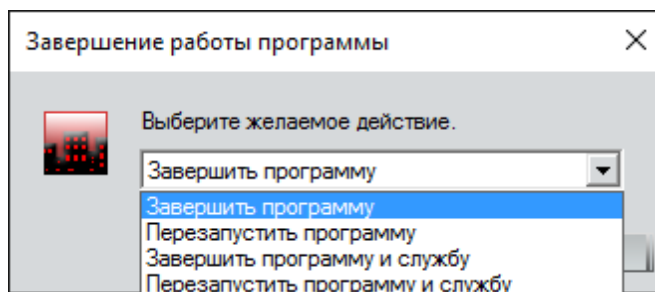 Завершение работы программы
Выберите желаемое действие.
Завершить программу
Завершить программу
Перезапустить программу
Завершить программу и службу
Перезапустить программу и службу